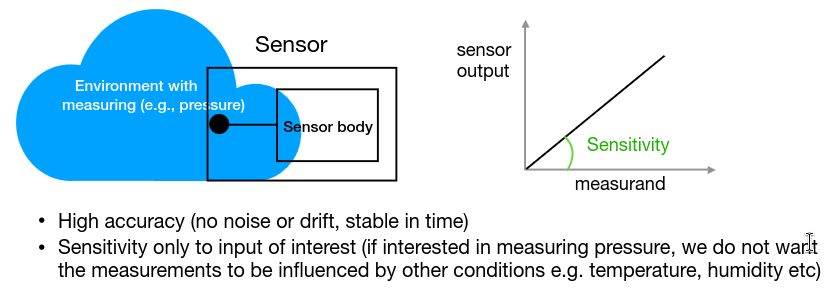 Sensor
Environment with
measuring (e.g., pressure)
Sensor body
sensor
output
Sensitivity
measurand
• High accuracy (no noise or drift, stable in time)
• Sensitivity only to input of interest (if interested in measuring pressure, we do not want
the measurements to be influenced by other conditions e.g. temperature, humidity etc)